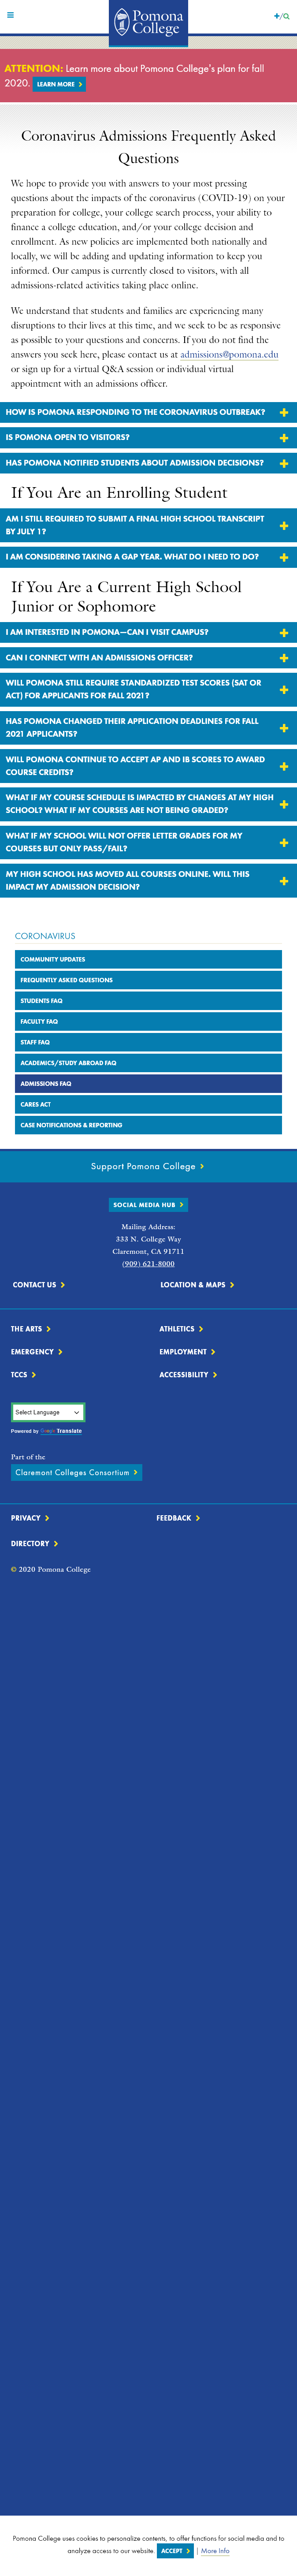 Pomona
College
/
ATTENTION: Learn more about Pomona College's plan for fall
2020. LEARN MORE
Coronavirus Admissions Frequently Asked
Questions
We hope to provide you with answers to your most pressing
questions about the impacts of the coronavirus (COVID-19) on your
preparation for college, your college search process, your ability to
finance a college education, and/or your college decision and
enrollment. As new policies are implemented both nationally and
locally, we will be adding and updating information to keep you
informed. Our campus is currently closed to visitors, with all
admissions-related activities taking place online.
We understand that students and families are experiencing many
disruptions to their lives at this time, and we seek to be as responsive
as possible to your questions and concerns. If you do not find the
answers you seek here, please contact us at admissions@pomona.edu
or sign up for a virtual Q&A session or individual virtual
appointment with an admissions officer.
HOW IS POMONA RESPONDING TO THE CORONAVIRUS OUTBREAK?
IS POMONA OPEN TO VISITORS?
HAS POMONA NOTIFIED STUDENTS ABOUT ADMISSION DECISIONS?
If You Are an Enrolling Student
AM I STILL REQUIRED TO SUBMIT A FINAL HIGH SCHOOL TRANSCRIPT
BY JULY 1?
I AM CONSIDERING TAKING A GAP YEAR. WHAT DO I NEED TO DO?
If You Are a Current High School
Junior or Sophomore
I AM INTERESTED IN POMONA—CAN I VISIT CAMPUS?
CAN I CONNECT WITH AN ADMISSIONS OFFICER?
WILL POMONA STILL REQUIRE STANDARDIZED TEST SCORES (SAT OR
ACT) FOR APPLICANTS FOR FALL 2021?
HAS POMONA CHANGED THEIR APPLICATION DEADLINES FOR FALL
2021 APPLICANTS?
WILL POMONA CONTINUE TO ACCEPT AP AND IB SCORES TO AWARD
COURSE CREDITS?
WHAT IF MY COURSE SCHEDULE IS IMPACTED BY CHANGES AT MY HIGH
SCHOOL? WHAT IF MY COURSES ARE NOT BEING GRADED?
WHAT IF MY SCHOOL WILL NOT OFFER LETTER GRADES FOR MY
COURSES BUT ONLY PASS/FAIL?
MY HIGH SCHOOL HAS MOVED ALL COURSES ONLINE. WILL THIS
IMPACT MY ADMISSION DECISION?
CORONAVIRUS
COMMUNITY UPDATES
FREQUENTLY ASKED QUESTIONS
STUDENTS FAQ
FACULTY FAQ
STAFF FAQ
ACADEMICS/STUDY ABROAD FAQ
ADMISSIONS FAQ
CARES ACT
CASE NOTIFICATIONS & REPORTING
Support Pomona College
SOCIAL MEDIA HUB
Mailing Address:
333 N. College Way
Claremont, CA 91711
(909) 621-8000
CONTACT US LOCATION & MAPS
THE ARTS ATHLETICS
EMERGENCY EMPLOYMENT
TCCS ACCESSIBILITY
Select Language
Powered by Google Translate
Part of the
Claremont Colleges Consortium
PRIVACY FEEDBACK
DIRECTORY
© 2020 Pomona College
Pomona College uses cookies to personalize contents, to offer functions for social media and to
analyze access to our website. ACCEPT | More Info